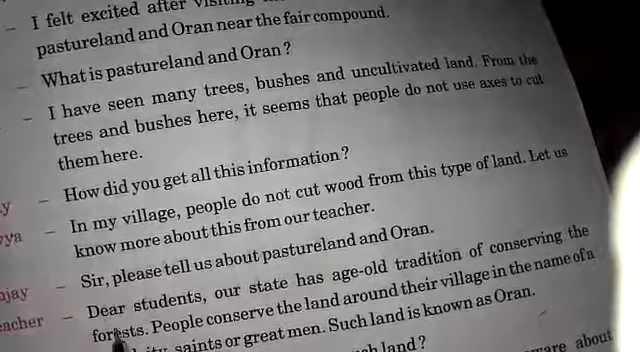 – I felt excited after visiting
pastureland and Oran near the fair compound.
– What is pastureland and Oran?
– I have seen many trees, bushes and uncultivated land. From the
trees and bushes here, it seems that people do not use axes to cut
them here.
– How did you get all this information?
– In my village, people do not cut wood from this type of land. Let us
know more about this from our teacher.
– Sir, please tell us about pastureland and Oran.
– Dear students, our state has age-old tradition of conserving the
forests. People conserve the land around their village in the name of a
saints or great men. Such land is known as Oran.
land?
about